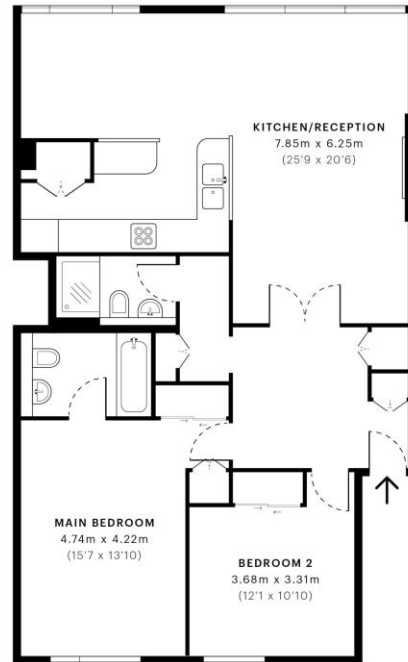 KITCHEN/RECEPTION
7.85m x 6.25m
(25'9 x 20'6)
MAIN BEDROOM
4.74m x 4.22m
(15'7 x 13'10)
BEDROOM 2
3.68m x 3.31m
(12'1 x 10'10)